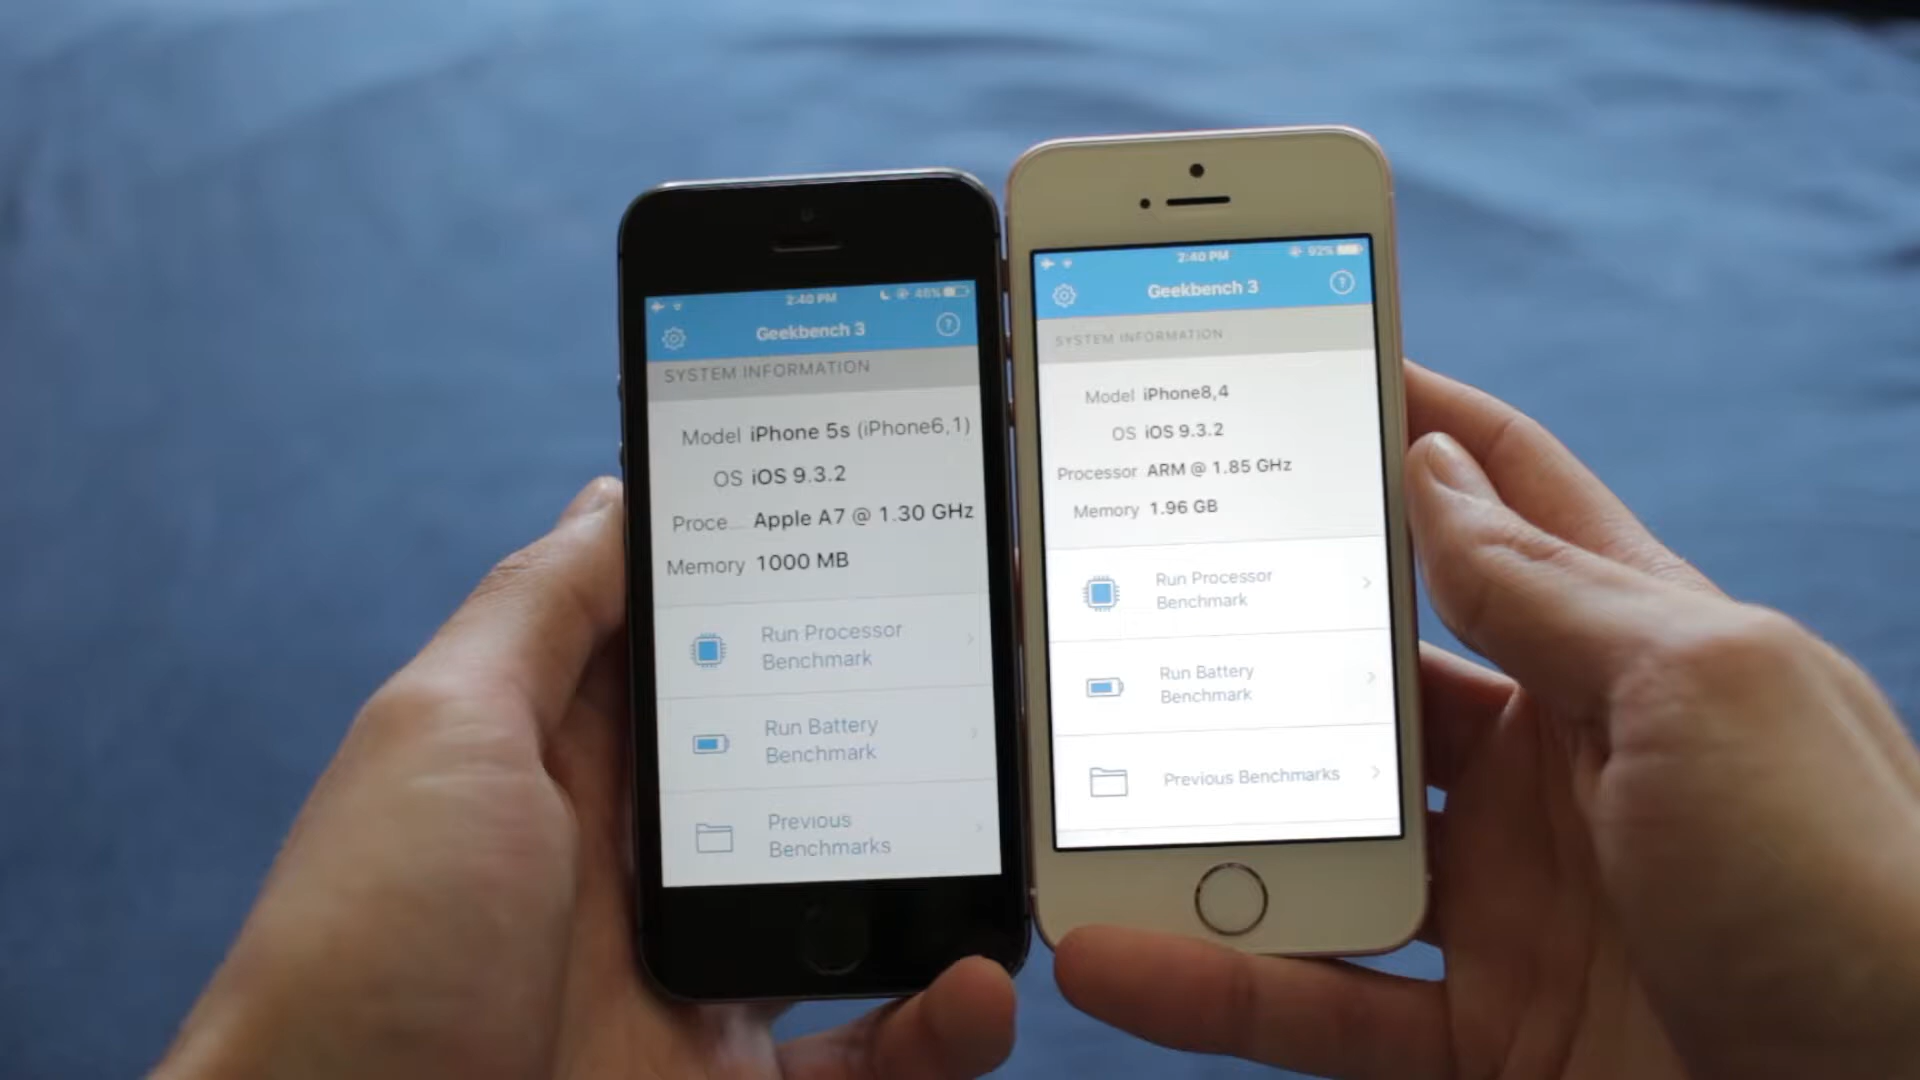 2:40 PM 46%
Geekbench 3
?
SYSTEM INFORMATION
Model iPhone 5s (iPhone6,1)
OS iOS 9.3.2
Proce... Apple A7 @ 1.30 GHz
Memory 1000 MB
Run Processor
Benchmark
Run Battery
Benchmark
Previous
Benchmarks
2:40 PM 92%
Geekbench 3
?
SYSTEM INFORMATION
Model iPhone8,4
OS iOS 9.3.2
Processor ARM @ 1.85 GHz
Memory 1.96 GB
Run Processor
Benchmark
Run Battery
Benchmark
Previous Benchmarks